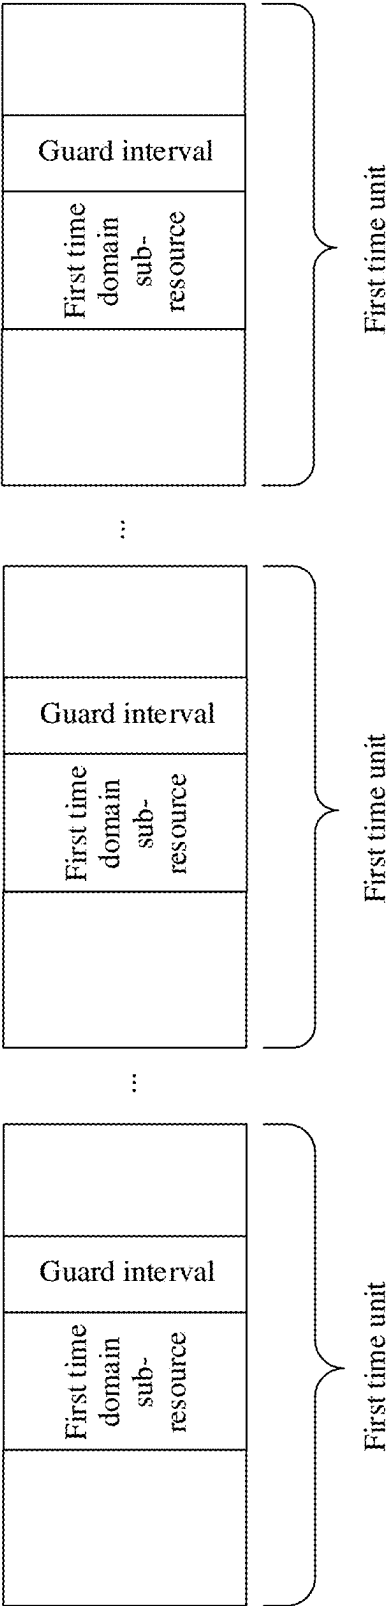 First time
domain
sub-
resource
Guard interval
First time unit
...
First time
domain
sub-
resource
Guard interval
First time unit
...
First time
domain
sub-
resource
Guard interval
First time unit